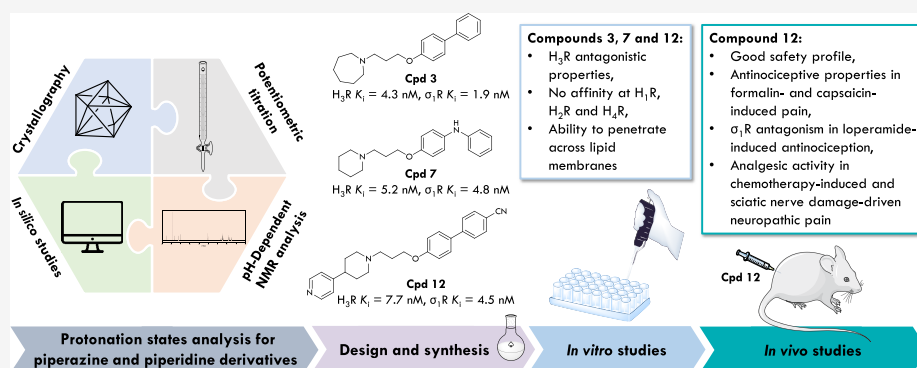 Crystallography
Potentiometric
titration
In silico studies
pH-Dependent
NMR analysis
N
O
Cpd 3
H₃R Kᵢ = 4.3 nM, σ₁R Kᵢ = 1.9 nM
H
N
N
O
Cpd 7
H₃R Kᵢ = 5.2 nM, σ₁R Kᵢ = 4.8 nM
CN
N
O
N
Cpd 12
H₃R Kᵢ = 7.7 nM, σ₁R Kᵢ = 4.5 nM
Compounds 3, 7 and 12:
• H₃R antagonistic
properties,
• No affinity at H₁R,
H₂R and H₄R,
• Ability to penetrate
across lipid
membranes
Compound 12:
• Good safety profile,
• Antinociceptive properties in
formalin- and capsaicin-
induced pain,
• σ₁R antagonism in loperamide-
induced antinociception,
• Analgesic activity in
chemotherapy-induced and
sciatic nerve damage-driven
neuropathic pain
Cpd 12
Protonation states analysis for
piperazine and piperidine derivatives
Design and synthesis
In vitro studies
In vivo studies